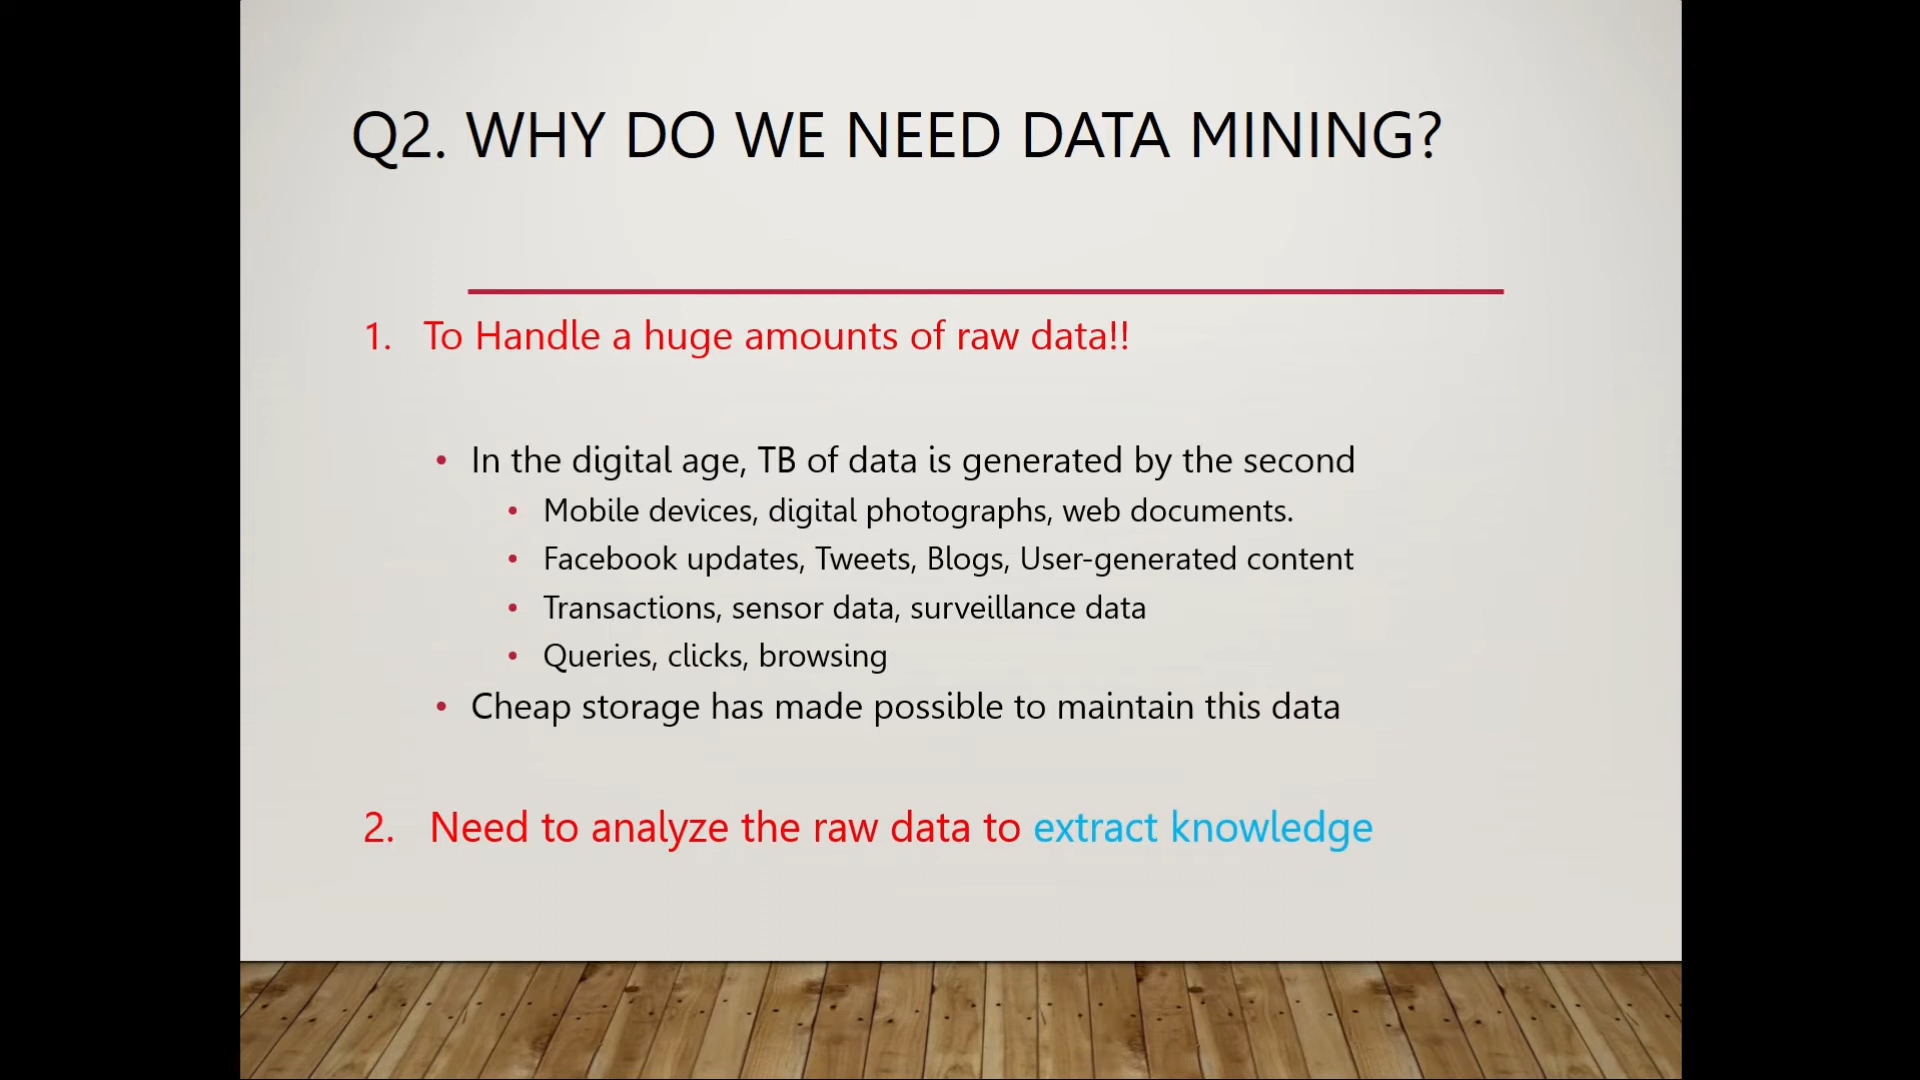 Q2. WHY DO WE NEED DATA MINING?
1. To Handle a huge amounts of raw data!!
• In the digital age, TB of data is generated by the second
• Mobile devices, digital photographs, web documents.
• Facebook updates, Tweets, Blogs, User-generated content
• Transactions, sensor data, surveillance data
• Queries, clicks, browsing
• Cheap storage has made possible to maintain this data
2. Need to analyze the raw data to extract knowledge